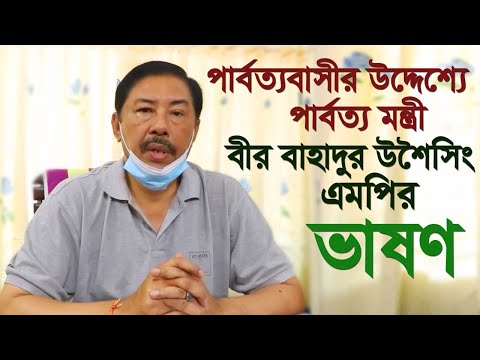 পার্বত্যবাসীর উদ্দেশ্যে
পার্বত্য মন্ত্রী
বীর বাহাদুর উশৈসিং
এমপির
ভাষণ